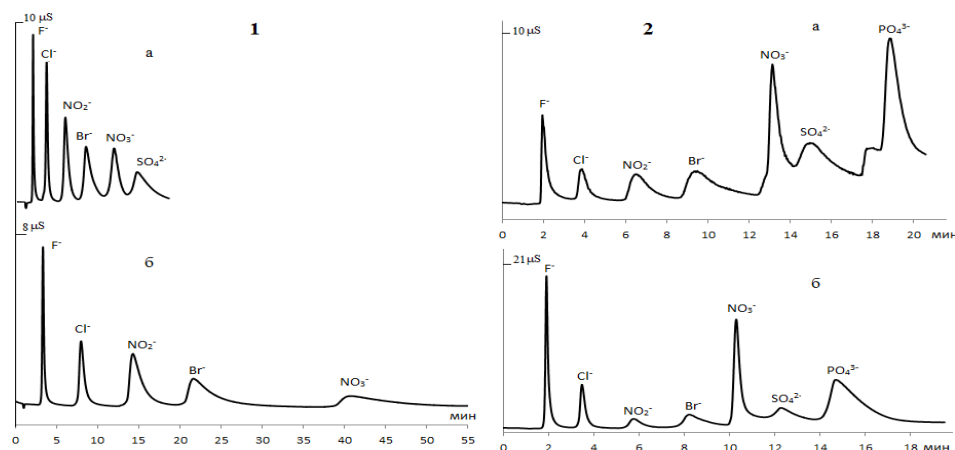 1
10 µS
а
F⁻
Cl⁻
NO₂⁻
Br⁻
NO₃⁻
SO₄²⁻
8 µS
б
F⁻
Cl⁻
NO₂⁻
Br⁻
NO₃⁻
мин
0 5 10 15 20 25 30 35 40 45 50 55
2
10 µS
а
F⁻
Cl⁻
NO₂⁻
Br⁻
NO₃⁻
SO₄²⁻
PO₄³⁻
0 2 4 6 8 10 12 14 16 18 20 мин
21 µS
б
F⁻
Cl⁻
NO₂⁻
Br⁻
NO₃⁻
SO₄²⁻
PO₄³⁻
0 2 4 6 8 10 12 14 16 18 мин